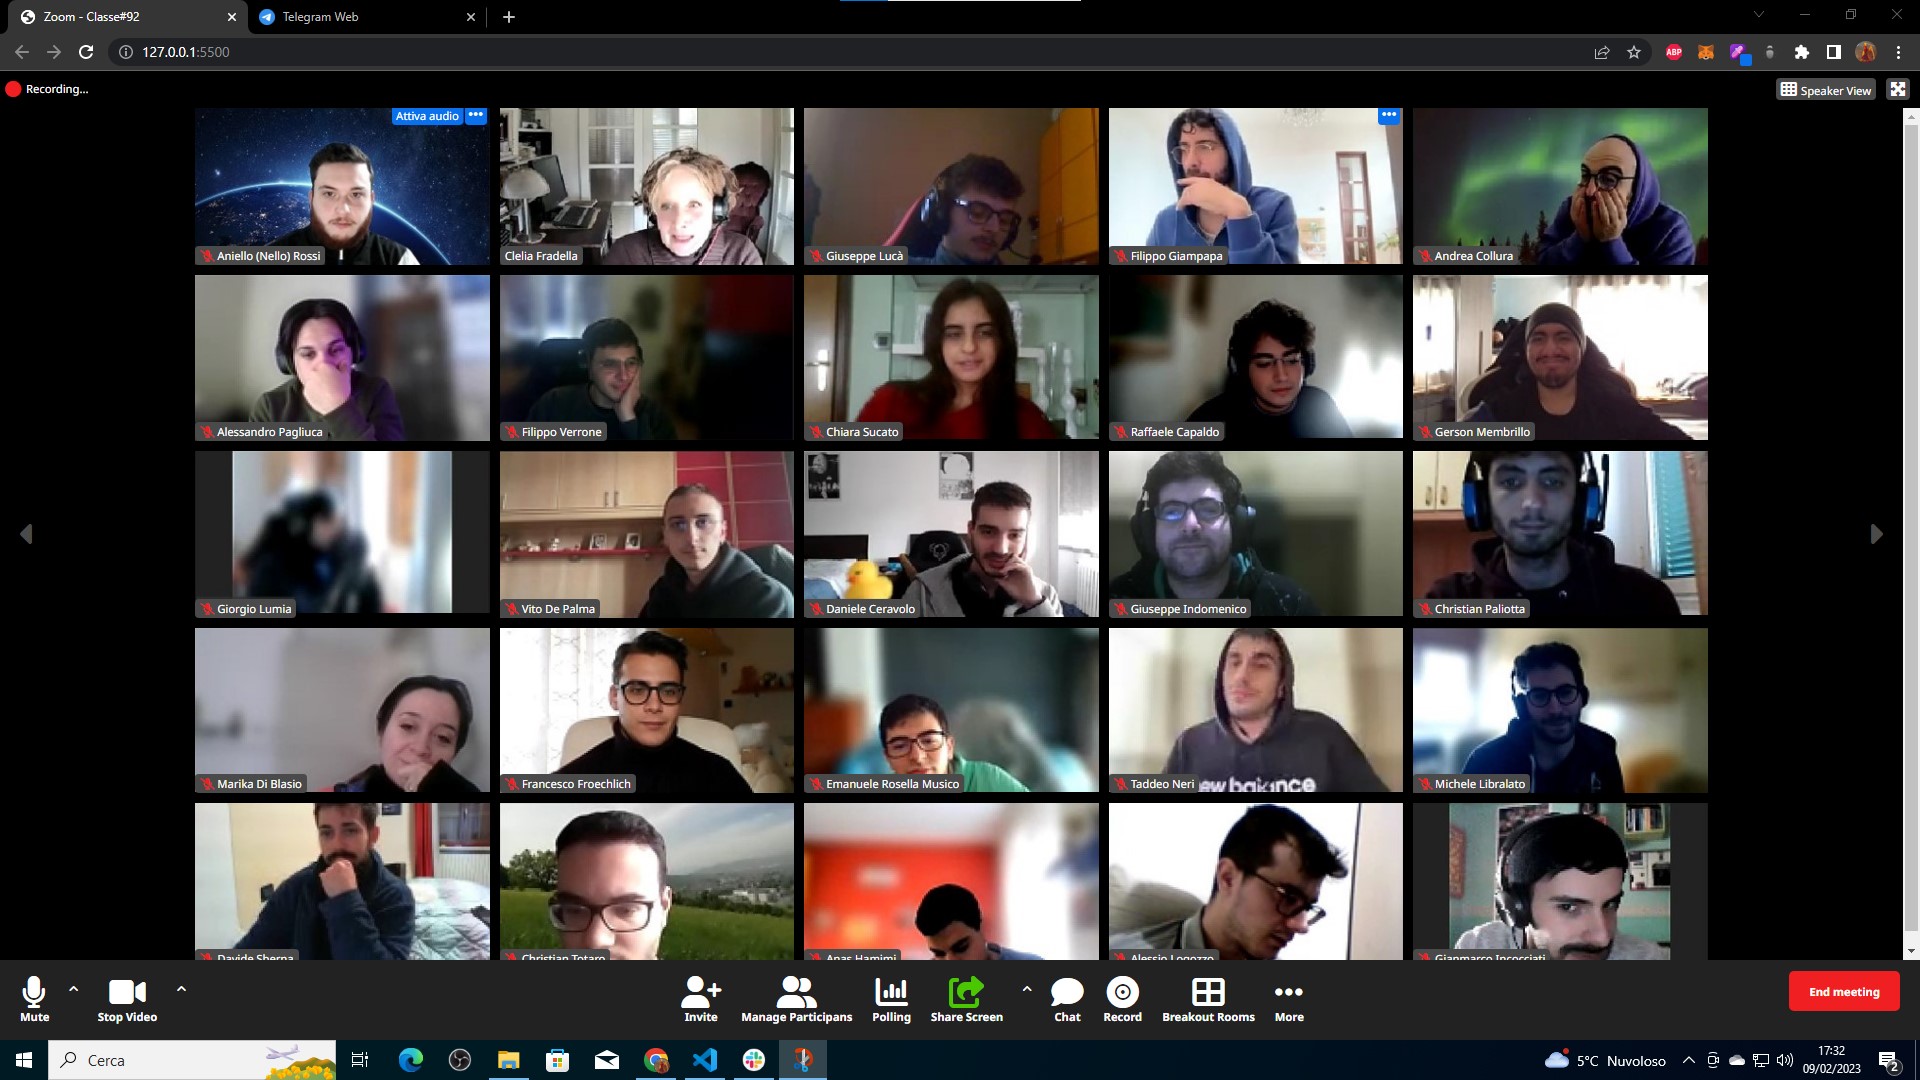 Zoom - Classe#92
Telegram Web
127.0.0.1:5500
ABP
Recording...
Speaker View
Attiva audio
Aniello (Nello) Rossi
Clelia Fradella
Giuseppe Lucà
Filippo Giampapa
Andrea Collura
Alessandro Pagliuca
Filippo Verrone
Chiara Sucato
Raffaele Capaldo
Gerson Membrillo
Giorgio Lumia
Vito De Palma
Daniele Ceravolo
Giuseppe Indomenico
Christian Paliotta
Marika Di Blasio
Francesco Froechlich
Emanuele Rosella Musico
Taddeo Neri
new balance
Michele Libralato
Davide Sberna
Christian Totaro
Anas Hamimi
Alessio Logozzo
Gianmarco Incocciati
Mute
Stop Video
Invite
Manage Participans
Polling
Share Screen
Chat
Record
Breakout Rooms
More
End meeting
Cerca
5°C Nuvoloso
17:32
09/02/2023
2